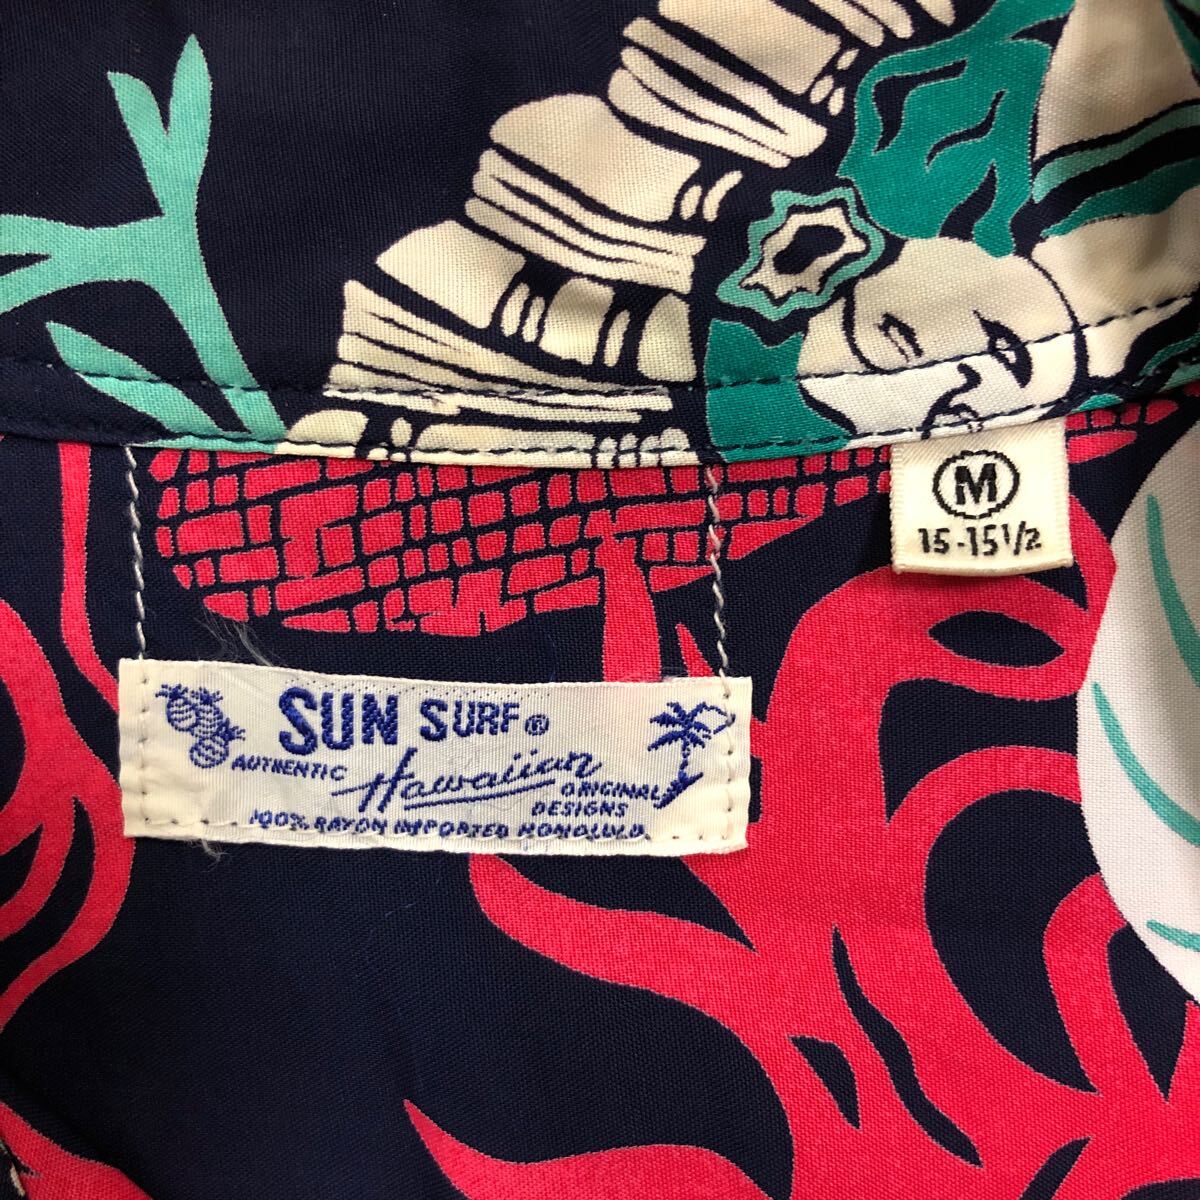 M
15-15 1/2
SUN SURF®
AUTHENTIC Hawaiian ORIGINAL
DESIGNS
100% RAYON IMPORTED HONOLULU